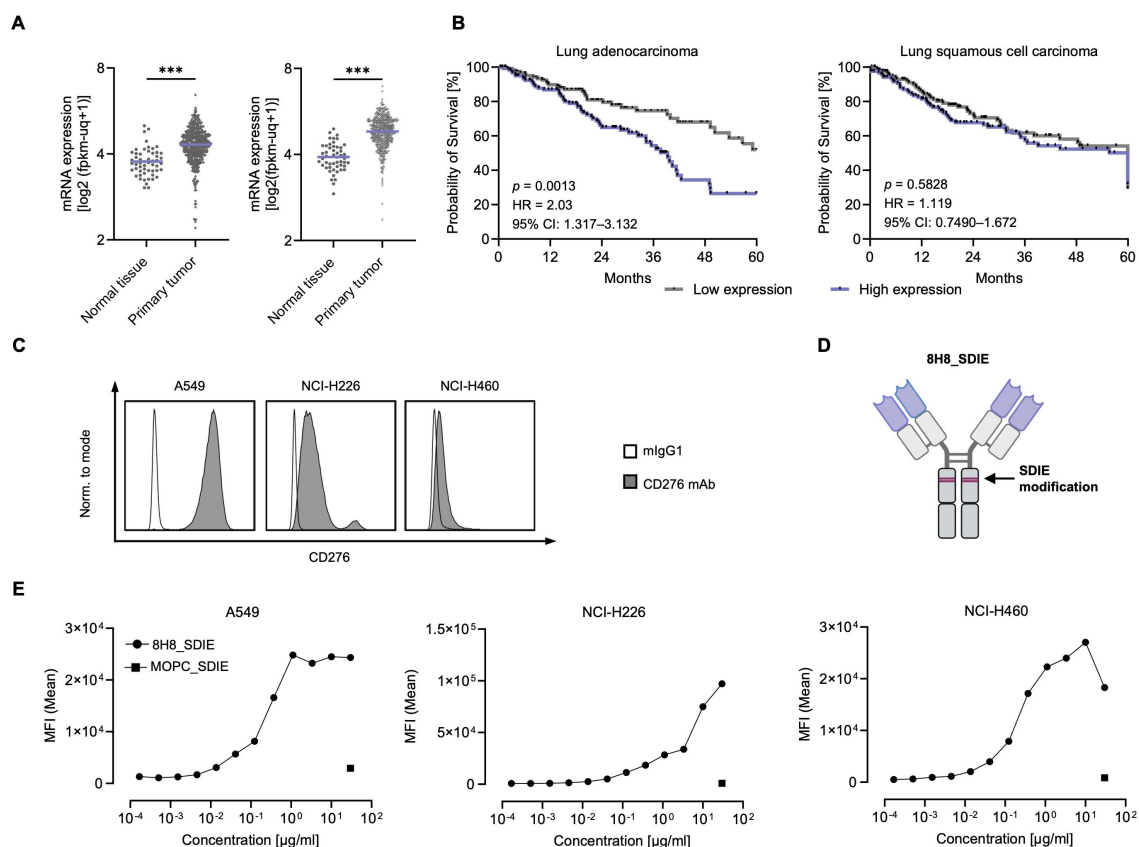 A
mRNA expression
[log2 (fpkm-uq+1)]
8
4
2
***
Normal tissue
Primary tumor
mRNA expression
[log2(fpkm-uq+1)]
8
4
2
***
Normal tissue
Primary tumor
B
Lung adenocarcinoma
Probability of Survival [%]
100
80
60
40
20
0
p = 0.0013
HR = 2.03
95% CI: 1.317–3.132
0 12 24 36 48 60
Months
Lung squamous cell carcinoma
Probability of Survival [%]
100
80
60
40
20
0
p = 0.5828
HR = 1.119
95% CI: 0.7490–1.672
0 12 24 36 48 60
Months
Low expression
High expression
C
A549
NCI-H226
NCI-H460
Norm. to mode
CD276
mIgG1
CD276 mAb
D
8H8_SDIE
SDIE
modification
E
A549
MFI (Mean)
3×10⁴
2×10⁴
1×10⁴
0
8H8_SDIE
MOPC_SDIE
10⁻⁴ 10⁻³ 10⁻² 10⁻¹ 10⁰ 10¹ 10²
Concentration [µg/ml]
NCI-H226
MFI (Mean)
1.5×10⁵
1×10⁵
5×10⁴
0
10⁻⁴ 10⁻³ 10⁻² 10⁻¹ 10⁰ 10¹ 10²
Concentration [µg/ml]
NCI-H460
MFI (Mean)
3×10⁴
2×10⁴
1×10⁴
0
10⁻⁴ 10⁻³ 10⁻² 10⁻¹ 10⁰ 10¹ 10²
Concentration [µg/ml]